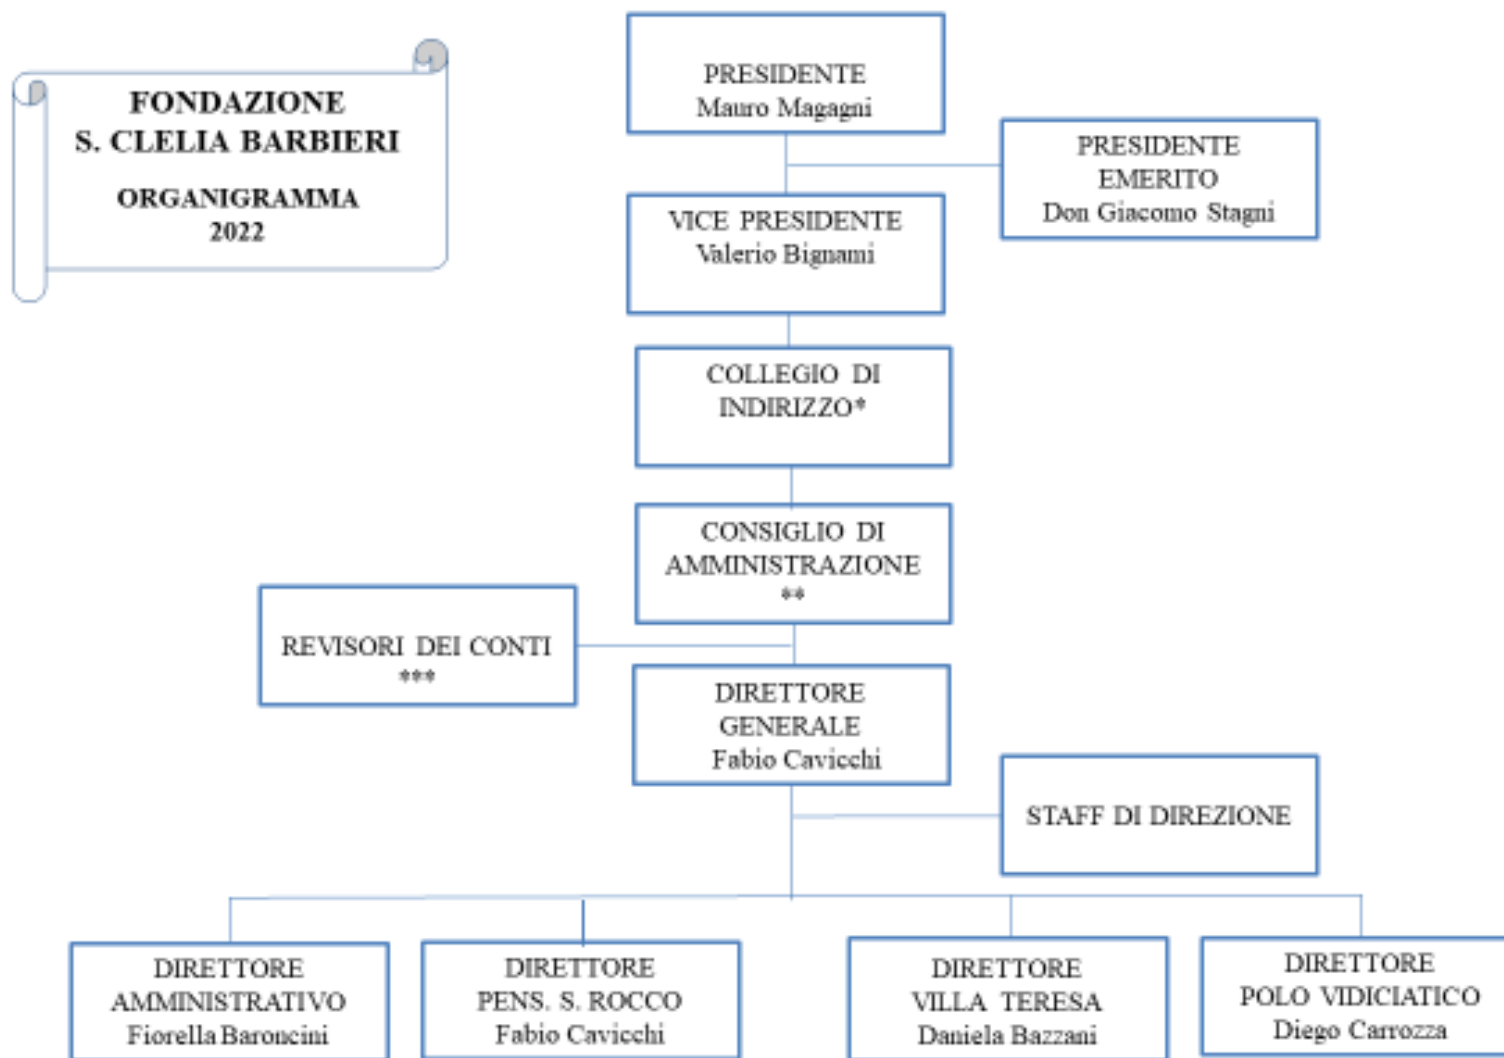 FONDAZIONE
S. CLELIA BARBIERI
ORGANIGRAMMA
2022
PRESIDENTE
Mauro Magagni
PRESIDENTE
EMERITO
Don Giacomo Stagni
VICE PRESIDENTE
Valerio Bignami
COLLEGIO DI
INDIRIZZO*
CONSIGLIO DI
AMMINISTRAZIONE
**
REVISORI DEI CONTI
***
DIRETTORE
GENERALE
Fabio Cavicchi
STAFF DI DIREZIONE
DIRETTORE
AMMINISTRATIVO
Fiorella Baroncini
DIRETTORE
PENS. S. ROCCO
Fabio Cavicchi
DIRETTORE
VILLA TERESA
Daniela Bazzani
DIRETTORE
POLO VIDICIATICO
Diego Carrozza